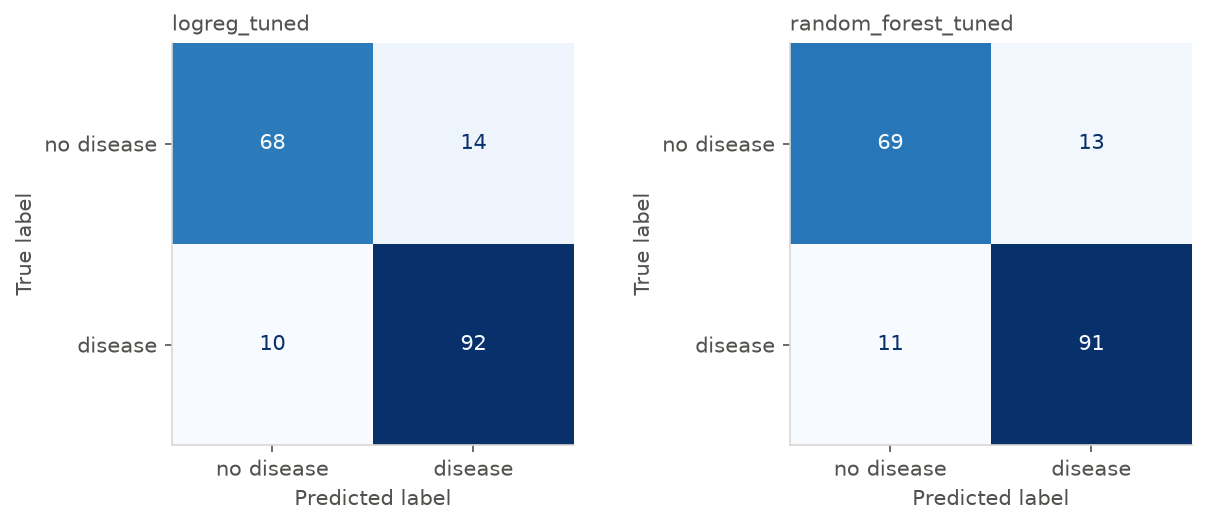 logreg_tuned
True label
no disease
68
14
disease
10
92
no disease
disease
Predicted label
random_forest_tuned
True label
no disease
69
13
disease
11
91
no disease
disease
Predicted label